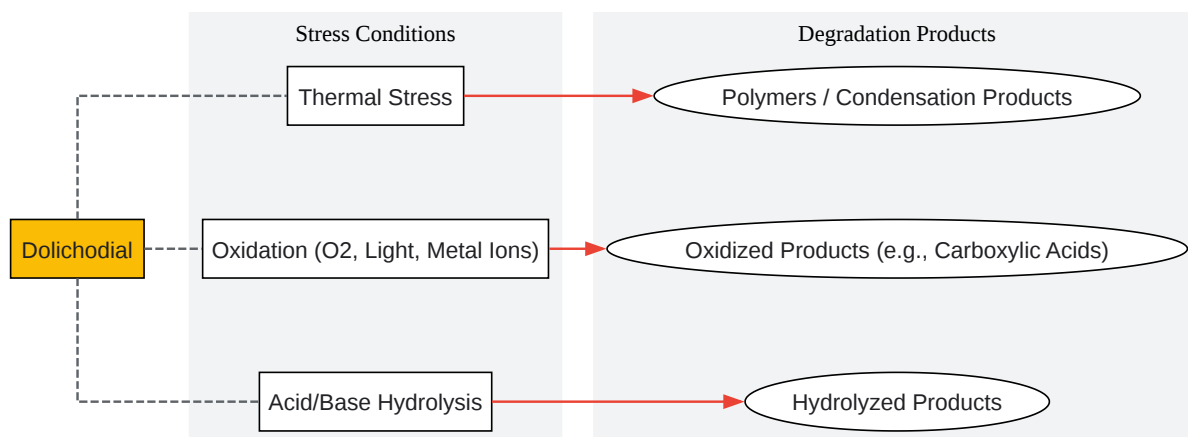 Stress Conditions
Degradation Products
Thermal Stress
Polymers / Condensation Products
Dolichodial
Oxidation (O2, Light, Metal Ions)
Oxidized Products (e.g., Carboxylic Acids)
Acid/Base Hydrolysis
Hydrolyzed Products